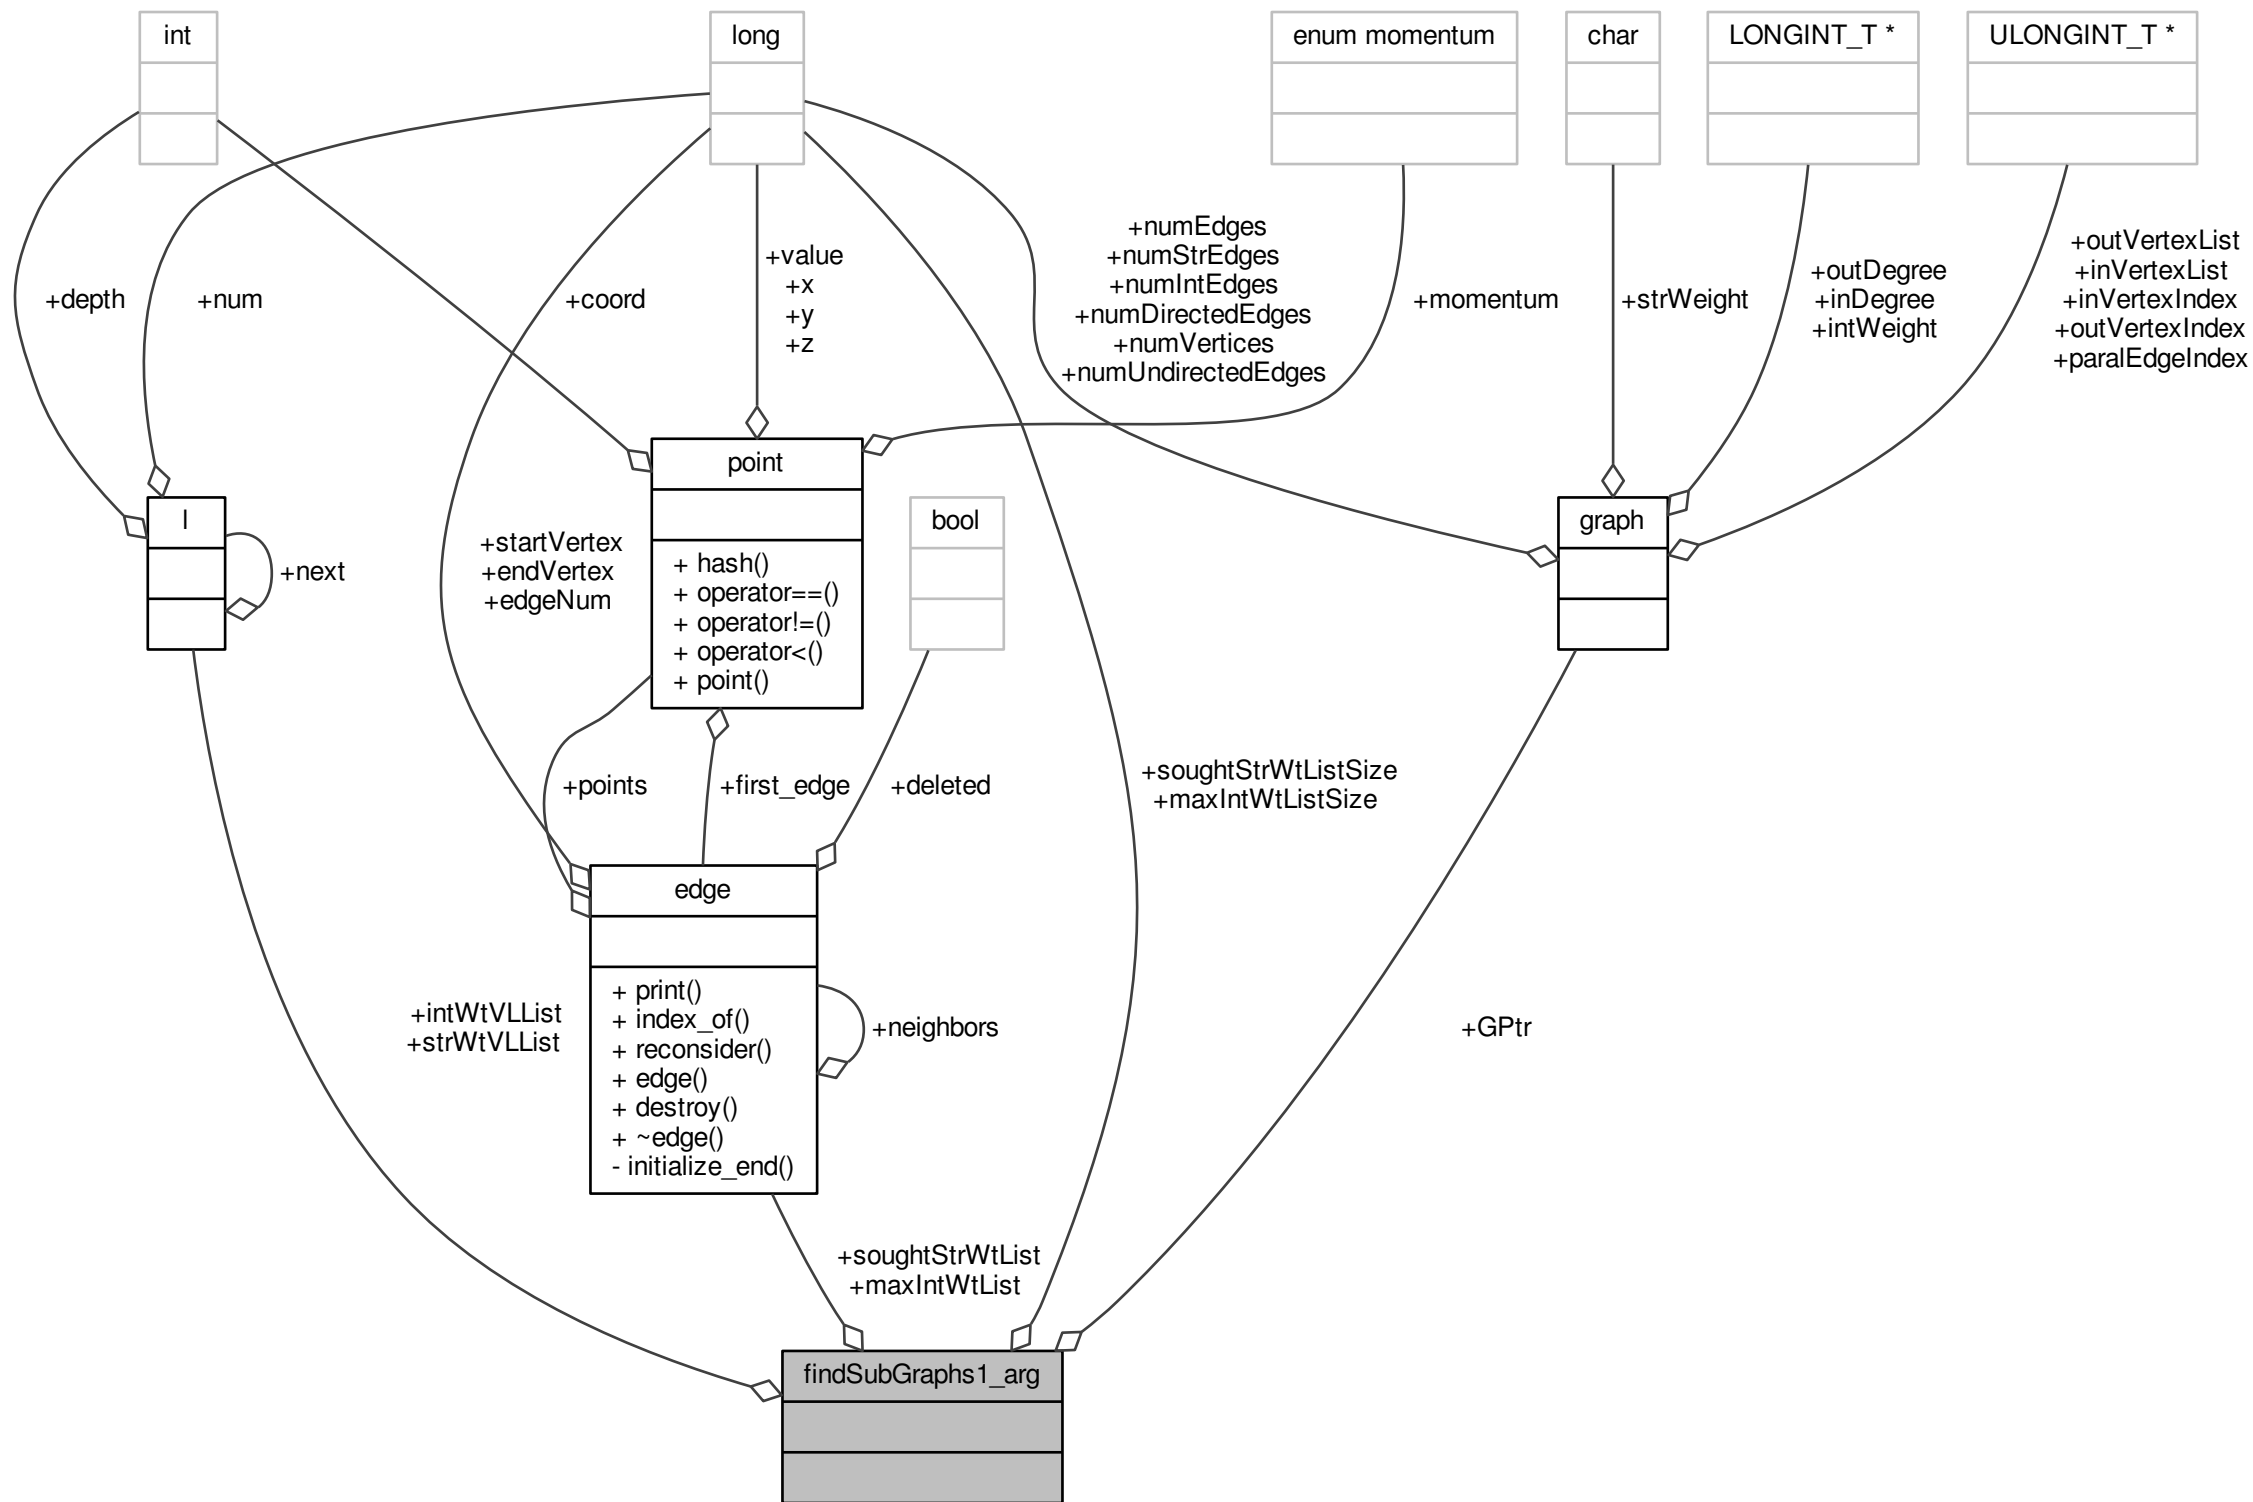 int
long
enum momentum
char
LONGINT_T *
ULONGINT_T *
+depth
+num
+coord
+value
+x
+y
+z
+numEdges
+numStrEdges
+numIntEdges
+numDirectedEdges
+numVertices
+numUndirectedEdges
+momentum
+strWeight
+outDegree
+inDegree
+intWeight
+outVertexList
+inVertexList
+inVertexIndex
+outVertexIndex
+paralEdgeIndex
l
+next
+startVertex
+endVertex
+edgeNum
point
+ hash()
+ operator==()
+ operator!=()
+ operator<()
+ point()
bool
graph
+points
+first_edge
+deleted
+soughtStrWtListSize
+maxIntWtListSize
edge
+ print()
+ index_of()
+ reconsider()
+ edge()
+ destroy()
+ ~edge()
- initialize_end()
+neighbors
+intWtVLList
+strWtVLList
+GPtr
+soughtStrWtList
+maxIntWtList
findSubGraphs1_arg